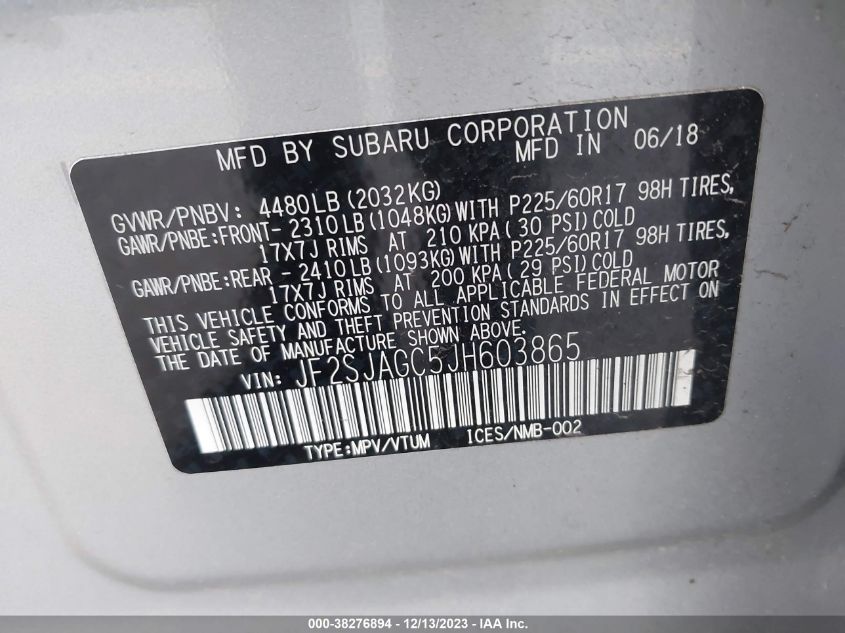 MFD BY SUBARU CORPORATION
MFD IN 06/18
GVWR/PNBV: 4480LB (2032KG)
GAWR/PNBE:FRONT- 2310LB (1048KG)WITH P225/60R17 98H TIRES,
17X7J RIMS AT 210 KPA (30 PSI)COLD
GAWR/PNBE:REAR - 2410LB (1093KG)WITH P225/60R17 98H TIRES,
17X7J RIMS AT 200 KPA (29 PSI)COLD
THIS VEHICLE CONFORMS TO ALL APPLICABLE FEDERAL MOTOR
VEHICLE SAFETY AND THEFT PREVENTION STANDARDS IN EFFECT ON
THE DATE OF MANUFACTURE SHOWN ABOVE.
VIN: JF2SJAGC5JH603865
TYPE:MPV/VTUM ICES/NMB-002
000-38276894 - 12/13/2023 - IAA Inc.